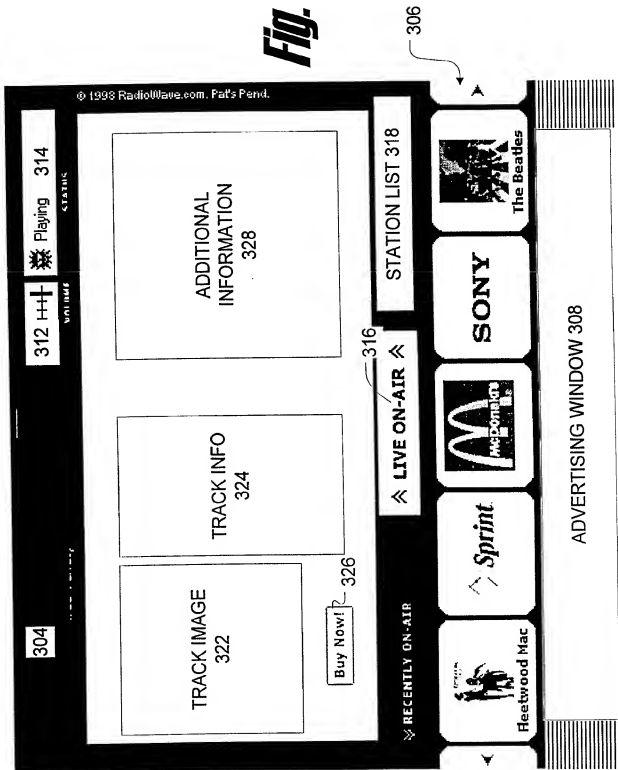 Fig.
306
© 1998 RadioWave.com. Pat's Pend.
304
312
Playing 314
VOLUME
STATUS
TRACK IMAGE
322
TRACK INFO
324
ADDITIONAL
INFORMATION
328
Buy Now!
326
RECENTLY ON-AIR
LIVE ON-AIR
316
STATION LIST 318
Fleetwood Mac
Sprint
McDonald's
SONY
The Beatles
ADVERTISING WINDOW 308